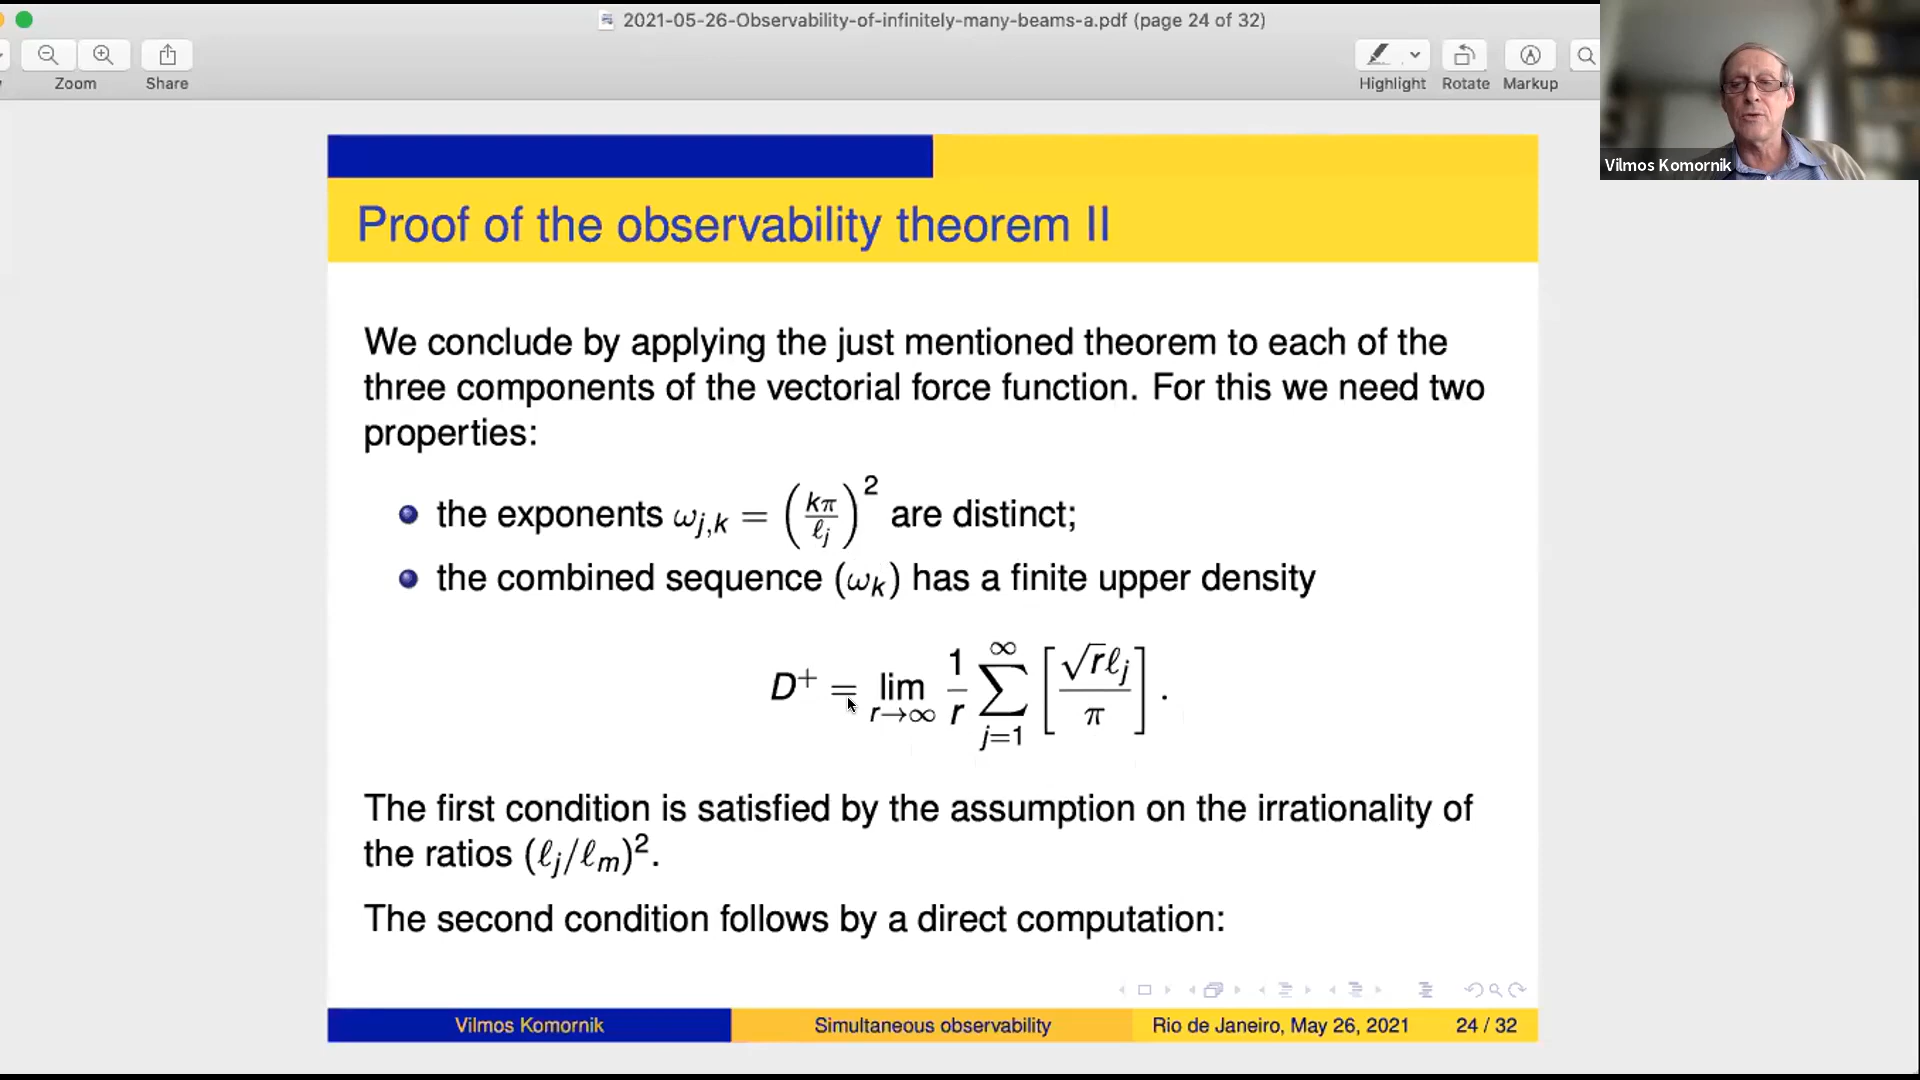 2021-05-26-Observability-of-infinitely-many-beams-a.pdf (page 24 of 32)
Zoom
Share
Highlight
Rotate
Markup
Vilmos Komornik
Proof of the observability theorem II
We conclude by applying the just mentioned theorem to each of the
three components of the vectorial force function. For this we need two
properties:
the exponents ω_{j,k} = (kπ/ℓ_j)^2 are distinct;
the combined sequence (ω_k) has a finite upper density
D^+ = lim_{r→∞} 1/r ∑_{j=1}^{∞} [√r ℓ_j / π] .
The first condition is satisfied by the assumption on the irrationality of
the ratios (ℓ_j/ℓ_m)^2.
The second condition follows by a direct computation:
Vilmos Komornik
Simultaneous observability
Rio de Janeiro, May 26, 2021
24 / 32